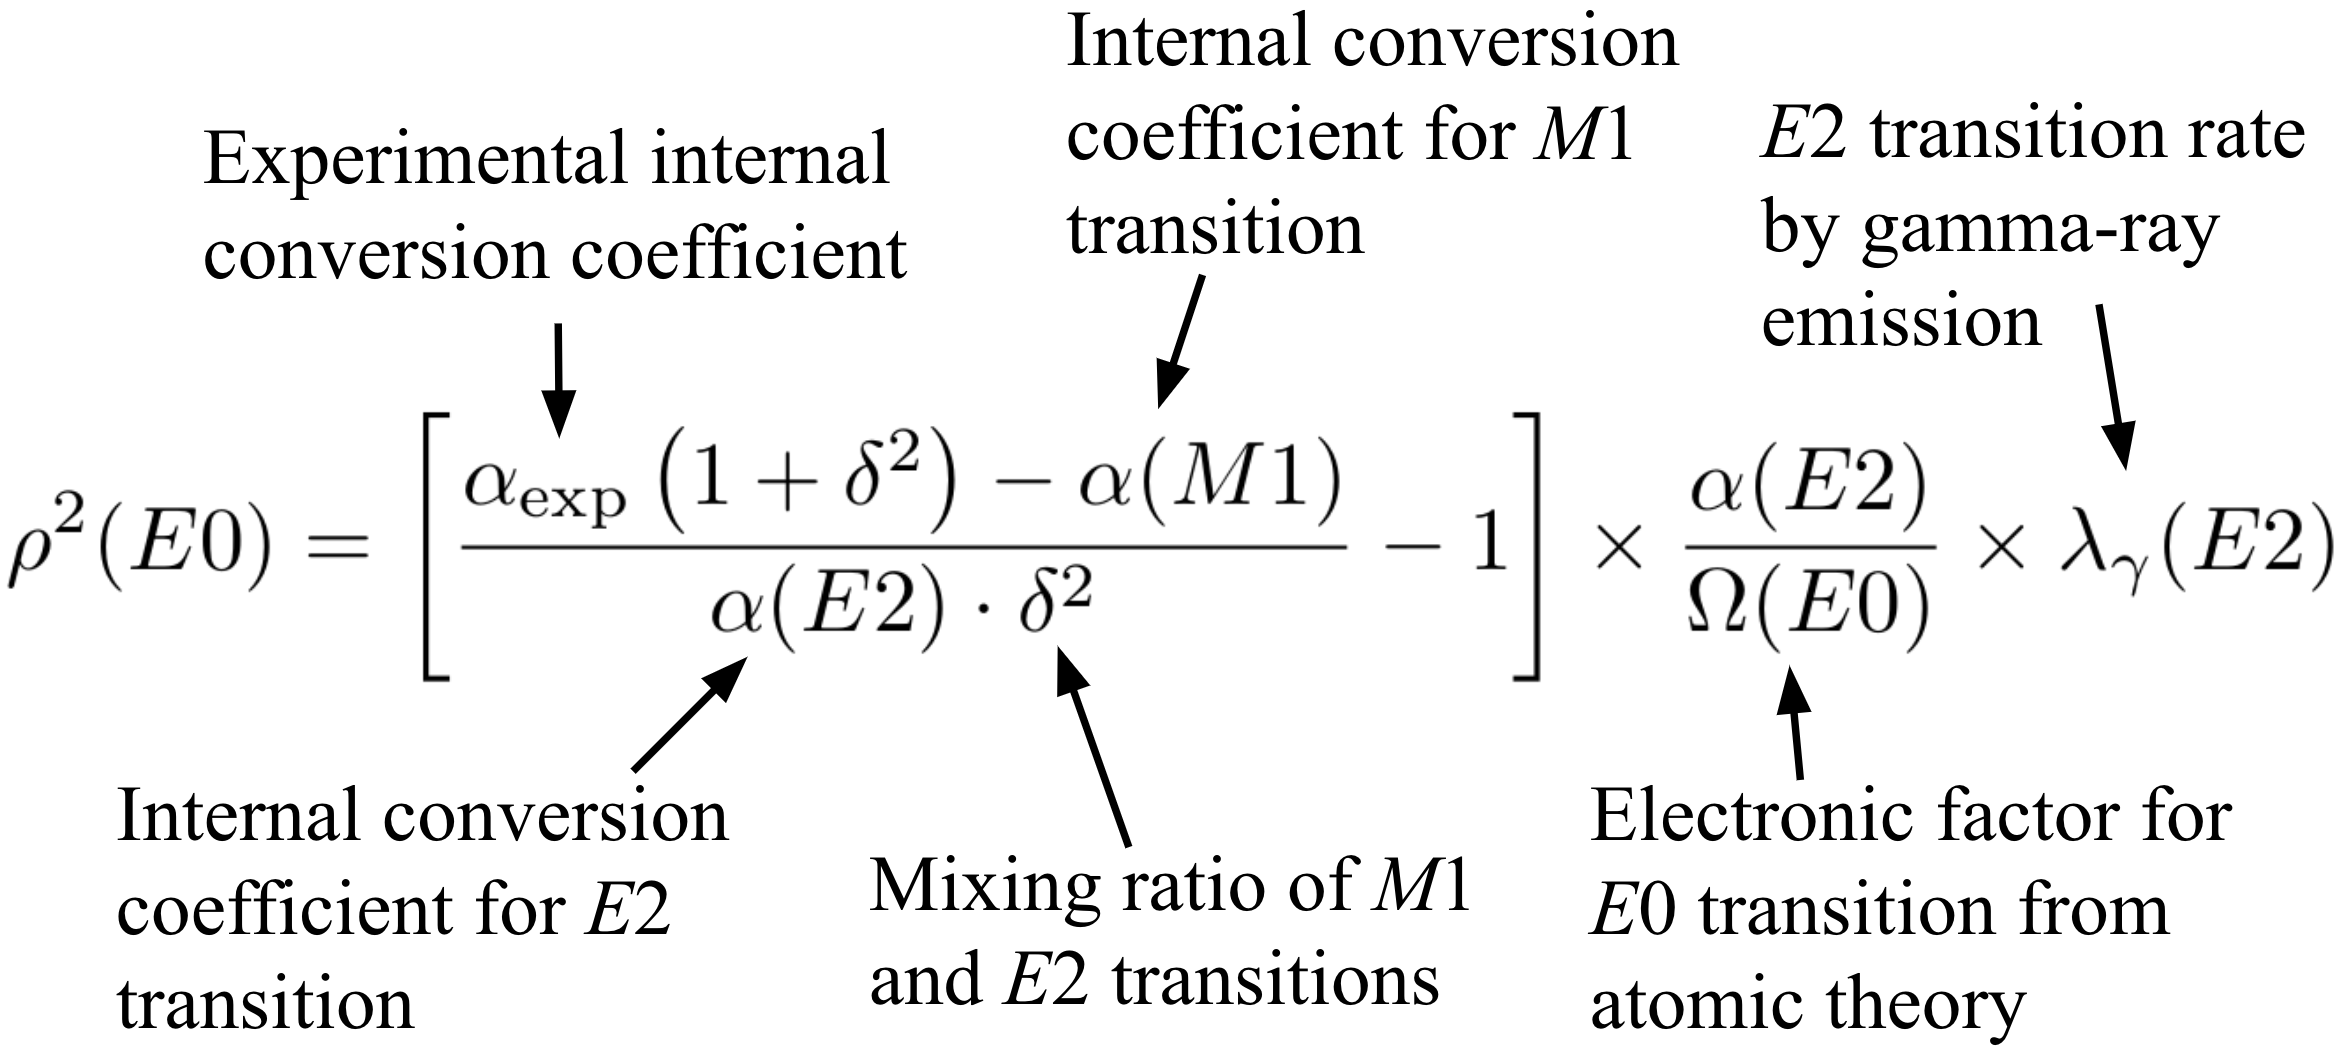 Internal conversion
coefficient for M1
transition
Experimental internal
conversion coefficient
E2 transition rate
by gamma-ray
emission
ρ²(E0) = [ (α_exp (1 + δ²) − α(M1)) / (α(E2) · δ²) − 1 ] × α(E2) / Ω(E0) × λ_γ(E2)
Internal conversion
coefficient for E2
transition
Mixing ratio of M1
and E2 transitions
Electronic factor for
E0 transition from
atomic theory